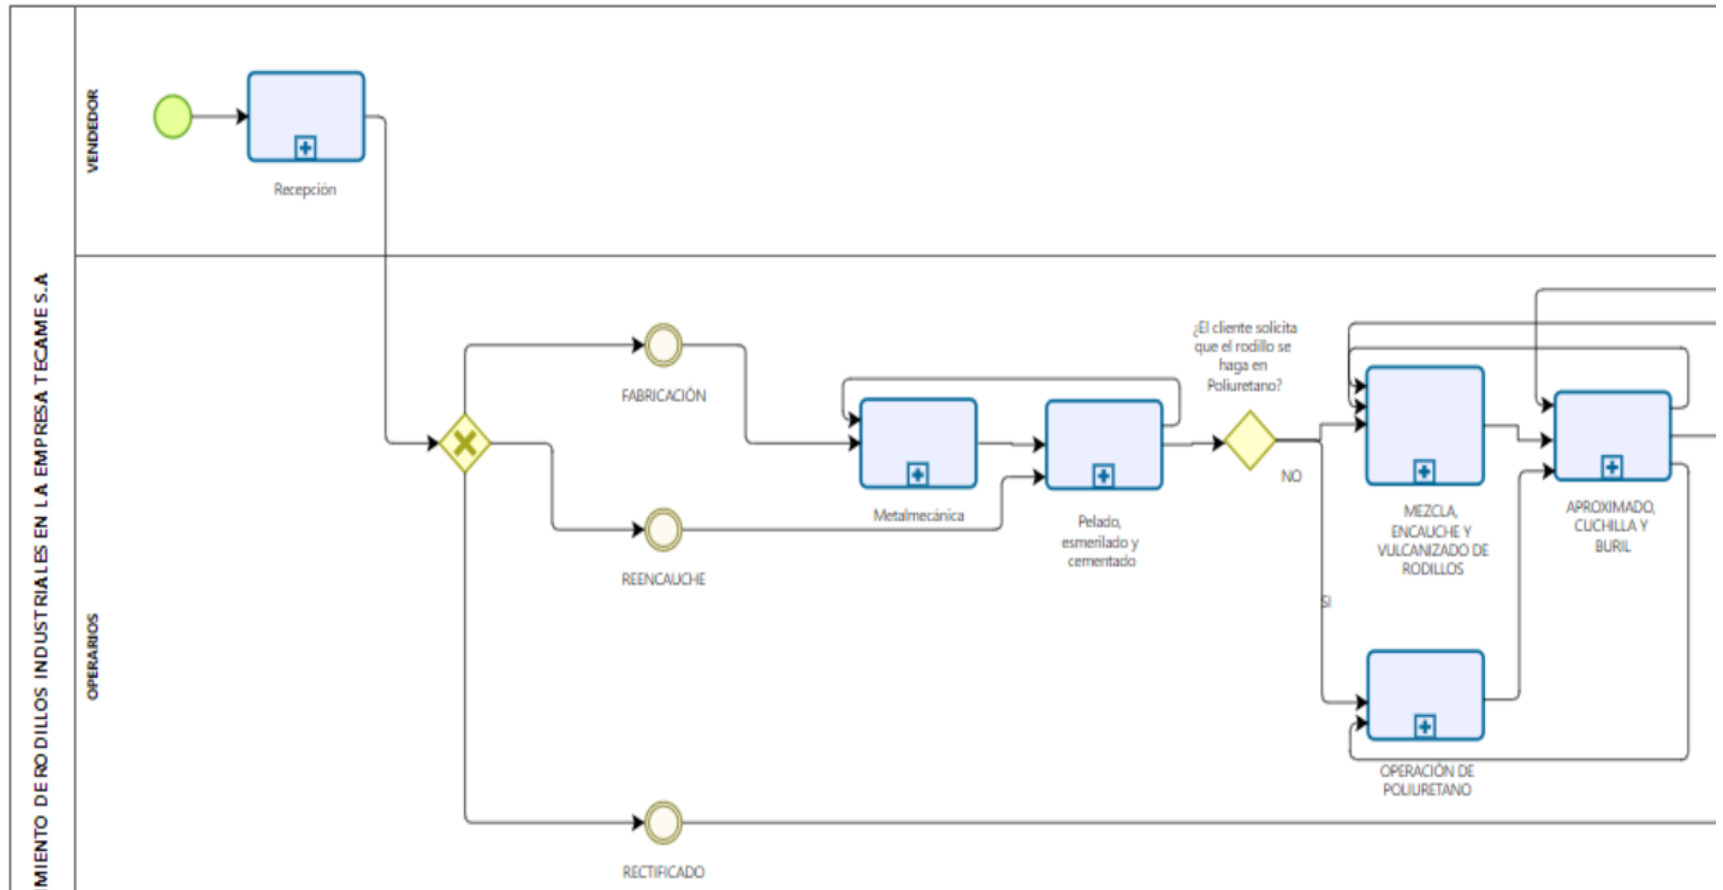 VENDEDOR
Recepción
MIENTO DE RODILLOS INDUSTRIALES EN LA EMPRESA TECAME S.A
OPERARIOS
FABRICACIÓN
REENCAUCHE
RECTIFICADO
Metalmecánica
Pelado,
esmerilado y
cementado
¿El cliente solicita
que el rodillo se
haga en
Poliuretano?
NO
SI
MEZCLA,
ENCAUCHE Y
VULCANIZADO DE
RODILLOS
APROXIMADO,
CUCHILLA Y
BURIL
OPERACIÓN DE
POLIURETANO